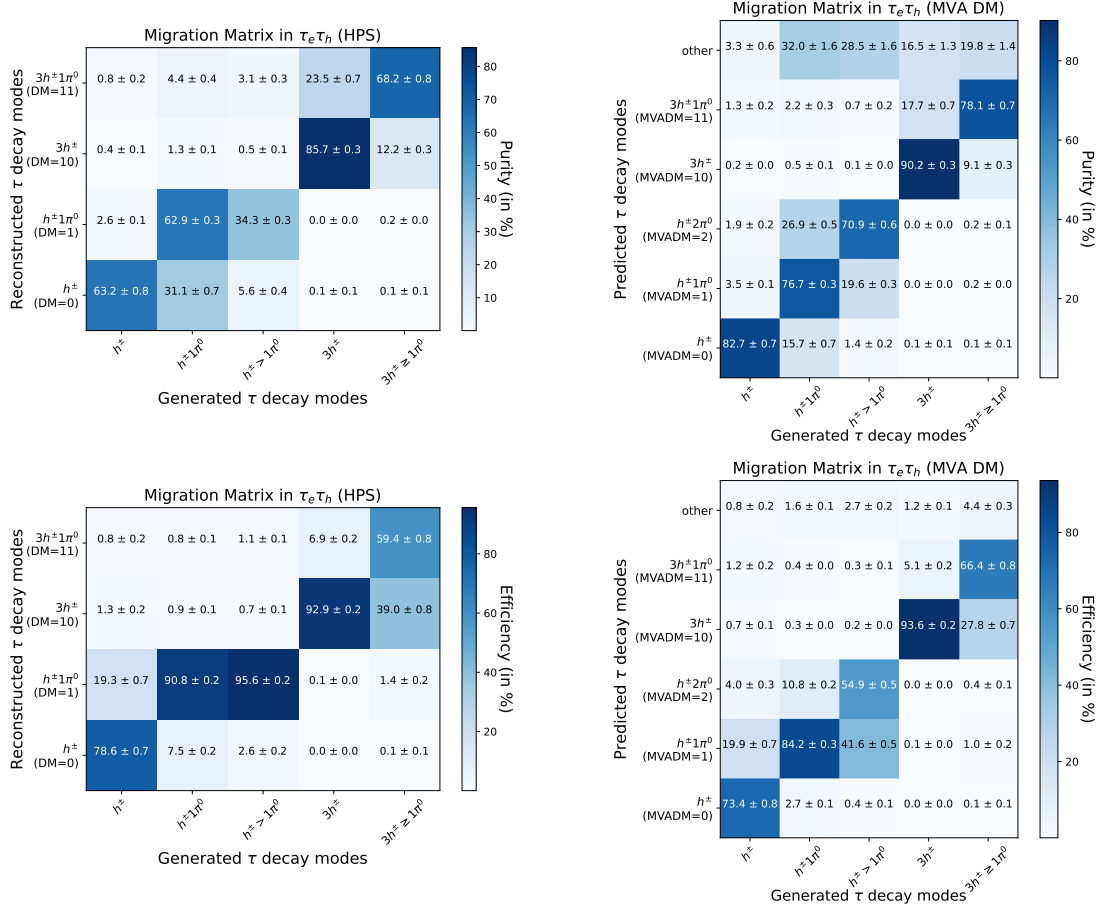 Migration Matrix in τₑτₕ (HPS)
Reconstructed τ decay modes
3h±1π⁰ (DM=11)
0.8 ± 0.2 4.4 ± 0.4 3.1 ± 0.3 23.5 ± 0.7 68.2 ± 0.8
3h± (DM=10)
0.4 ± 0.1 1.3 ± 0.1 0.5 ± 0.1 85.7 ± 0.3 12.2 ± 0.3
h±1π⁰ (DM=1)
2.6 ± 0.1 62.9 ± 0.3 34.3 ± 0.3 0.0 ± 0.0 0.2 ± 0.0
h± (DM=0)
63.2 ± 0.8 31.1 ± 0.7 5.6 ± 0.4 0.1 ± 0.1 0.1 ± 0.1
h± h±1π⁰ h± > 1π⁰ 3h± 3h± ≥ 1π⁰
Generated τ decay modes
80
70
60
50
40
30
20
10
Purity (in %)
Migration Matrix in τₑτₕ (MVA DM)
Predicted τ decay modes
other
3.3 ± 0.6 32.0 ± 1.6 28.5 ± 1.6 16.5 ± 1.3 19.8 ± 1.4
3h±1π⁰ (MVADM=11)
1.3 ± 0.2 2.2 ± 0.3 0.7 ± 0.2 17.7 ± 0.7 78.1 ± 0.7
3h± (MVADM=10)
0.2 ± 0.0 0.5 ± 0.1 0.1 ± 0.0 90.2 ± 0.3 9.1 ± 0.3
h±2π⁰ (MVADM=2)
1.9 ± 0.2 26.9 ± 0.5 70.9 ± 0.6 0.0 ± 0.0 0.2 ± 0.1
h±1π⁰ (MVADM=1)
3.5 ± 0.1 76.7 ± 0.3 19.6 ± 0.3 0.0 ± 0.0 0.2 ± 0.0
h± (MVADM=0)
82.7 ± 0.7 15.7 ± 0.7 1.4 ± 0.2 0.1 ± 0.1 0.1 ± 0.1
h± h±1π⁰ h± > 1π⁰ 3h± 3h± ≥ 1π⁰
Generated τ decay modes
80
60
40
20
Purity (in %)
Migration Matrix in τₑτₕ (HPS)
Reconstructed τ decay modes
3h±1π⁰ (DM=11)
0.8 ± 0.2 0.8 ± 0.1 1.1 ± 0.1 6.9 ± 0.2 59.4 ± 0.8
3h± (DM=10)
1.3 ± 0.2 0.9 ± 0.1 0.7 ± 0.1 92.9 ± 0.2 39.0 ± 0.8
h±1π⁰ (DM=1)
19.3 ± 0.7 90.8 ± 0.2 95.6 ± 0.2 0.1 ± 0.0 1.4 ± 0.2
h± (DM=0)
78.6 ± 0.7 7.5 ± 0.2 2.6 ± 0.2 0.0 ± 0.0 0.1 ± 0.1
h± h±1π⁰ h± > 1π⁰ 3h± 3h± ≥ 1π⁰
Generated τ decay modes
80
60
40
20
Efficiency (in %)
Migration Matrix in τₑτₕ (MVA DM)
Predicted τ decay modes
other
0.8 ± 0.2 1.6 ± 0.1 2.7 ± 0.2 1.2 ± 0.1 4.4 ± 0.3
3h±1π⁰ (MVADM=11)
1.2 ± 0.2 0.4 ± 0.1 0.3 ± 0.1 5.1 ± 0.2 66.4 ± 0.8
3h± (MVADM=10)
0.7 ± 0.1 0.3 ± 0.0 0.2 ± 0.0 93.6 ± 0.2 27.8 ± 0.7
h±2π⁰ (MVADM=2)
4.0 ± 0.3 10.8 ± 0.2 54.9 ± 0.5 0.0 ± 0.0 0.4 ± 0.1
h±1π⁰ (MVADM=1)
19.9 ± 0.7 84.2 ± 0.3 41.6 ± 0.5 0.1 ± 0.0 1.0 ± 0.2
h± (MVADM=0)
73.4 ± 0.8 2.7 ± 0.1 0.4 ± 0.1 0.0 ± 0.0 0.1 ± 0.1
h± h±1π⁰ h± > 1π⁰ 3h± 3h± ≥ 1π⁰
Generated τ decay modes
80
60
40
20
Efficiency (in %)